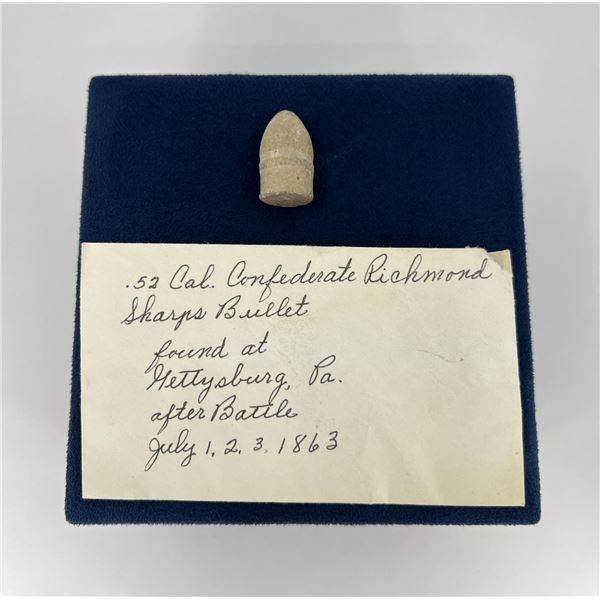 .52 Cal. Confederate Richmond
Sharps Bullet
found at
Gettysburg, Pa.
after Battle
July 1, 2, 3, 1863